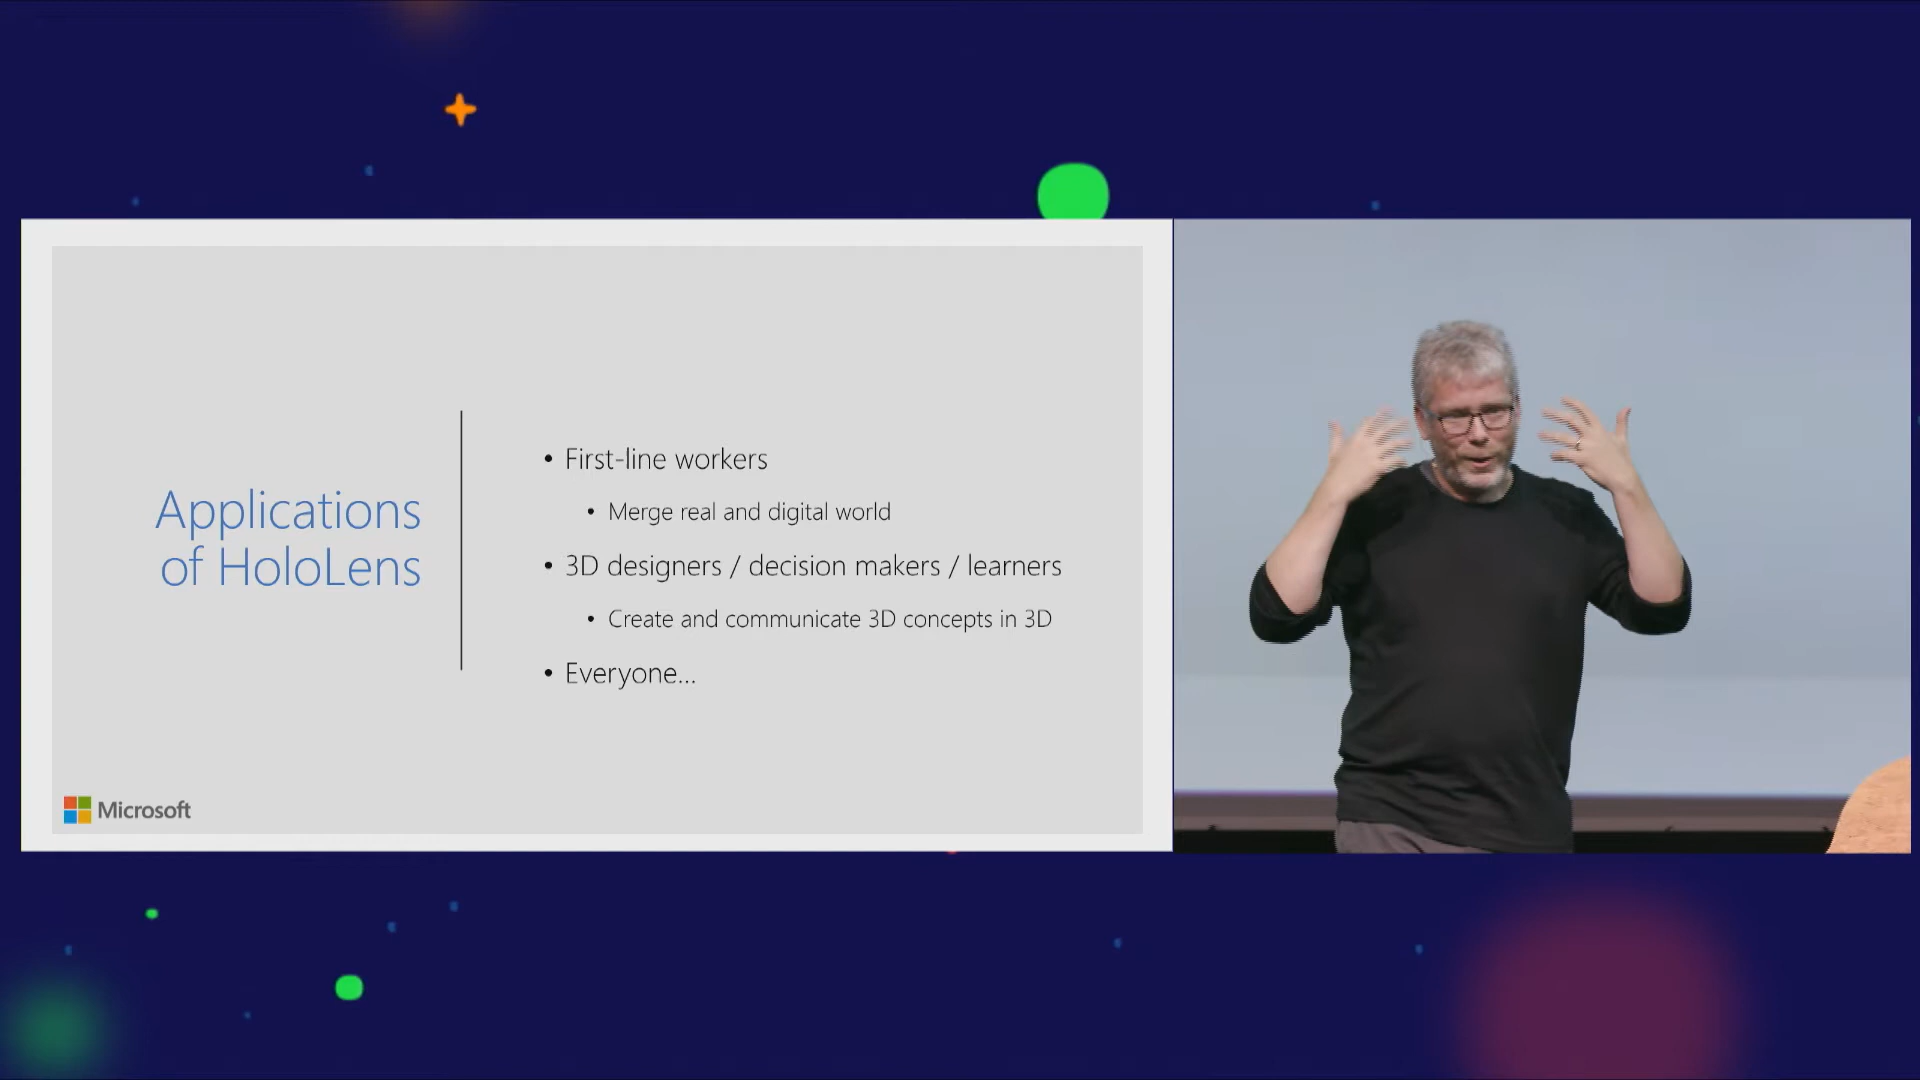 Applications
of HoloLens
• First-line workers
• Merge real and digital world
• 3D designers / decision makers / learners
• Create and communicate 3D concepts in 3D
• Everyone...
Microsoft